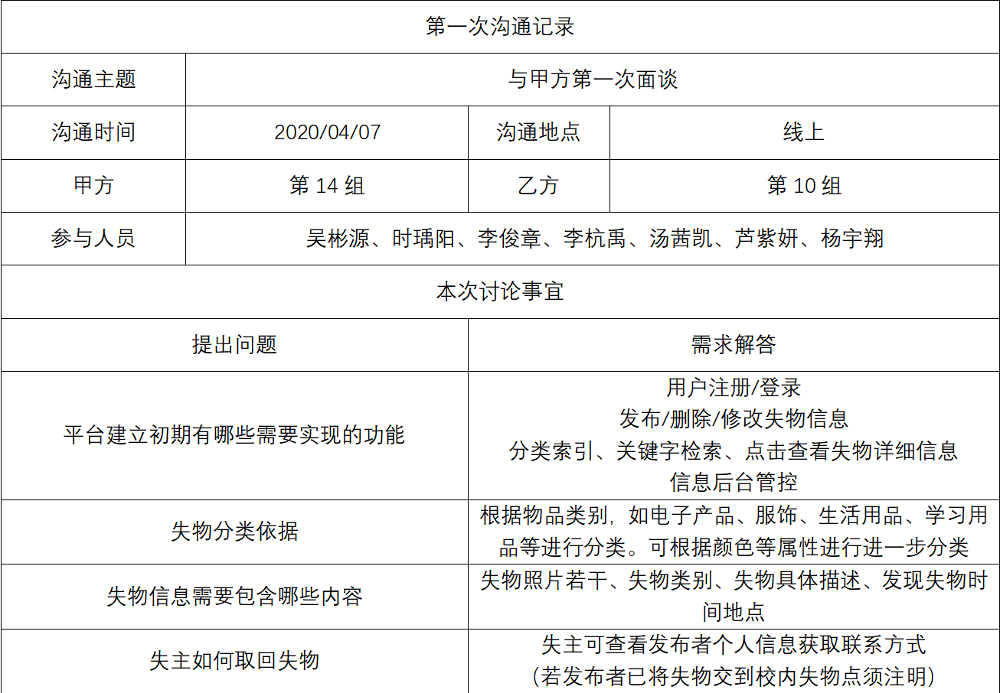 第一次沟通记录
沟通主题 与甲方第一次面谈
沟通时间 2020/04/07 沟通地点 线上
甲方 第 14 组 乙方 第 10 组
参与人员 吴彬源、时瑀阳、李俊章、李杭禹、汤茜凯、芦紫妍、杨宇翔
本次讨论事宜
提出问题 需求解答
平台建立初期有哪些需要实现的功能
用户注册/登录
发布/删除/修改失物信息
分类索引、关键字检索、点击查看失物详细信息
信息后台管控
失物分类依据
根据物品类别，如电子产品、服饰、生活用品、学习用
品等进行分类。可根据颜色等属性进行进一步分类
失物信息需要包含哪些内容
失物照片若干、失物类别、失物具体描述、发现失物时
间地点
失主如何取回失物
失主可查看发布者个人信息获取联系方式
（若发布者已将失物交到校内失物点须注明）